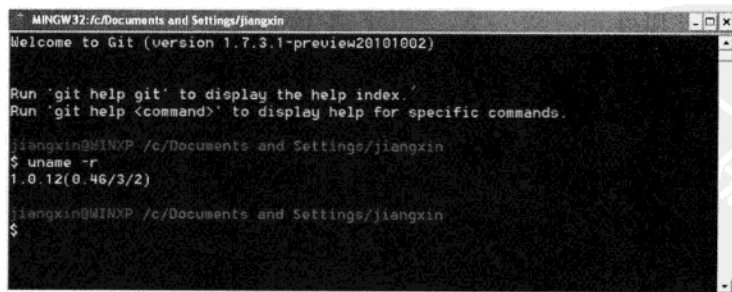 MINGW32:/c/Documents and Settings/jiangxin
Welcome to Git (version 1.7.3.1-preview20101002)
Run 'git help git' to display the help index.
Run 'git help <command>' to display help for specific commands.
jiangxin@WINXP /c/Documents and Settings/jiangxin
$ uname -r
1.0.12(0.46/3/2)
jiangxin@WINXP /c/Documents and Settings/jiangxin
$